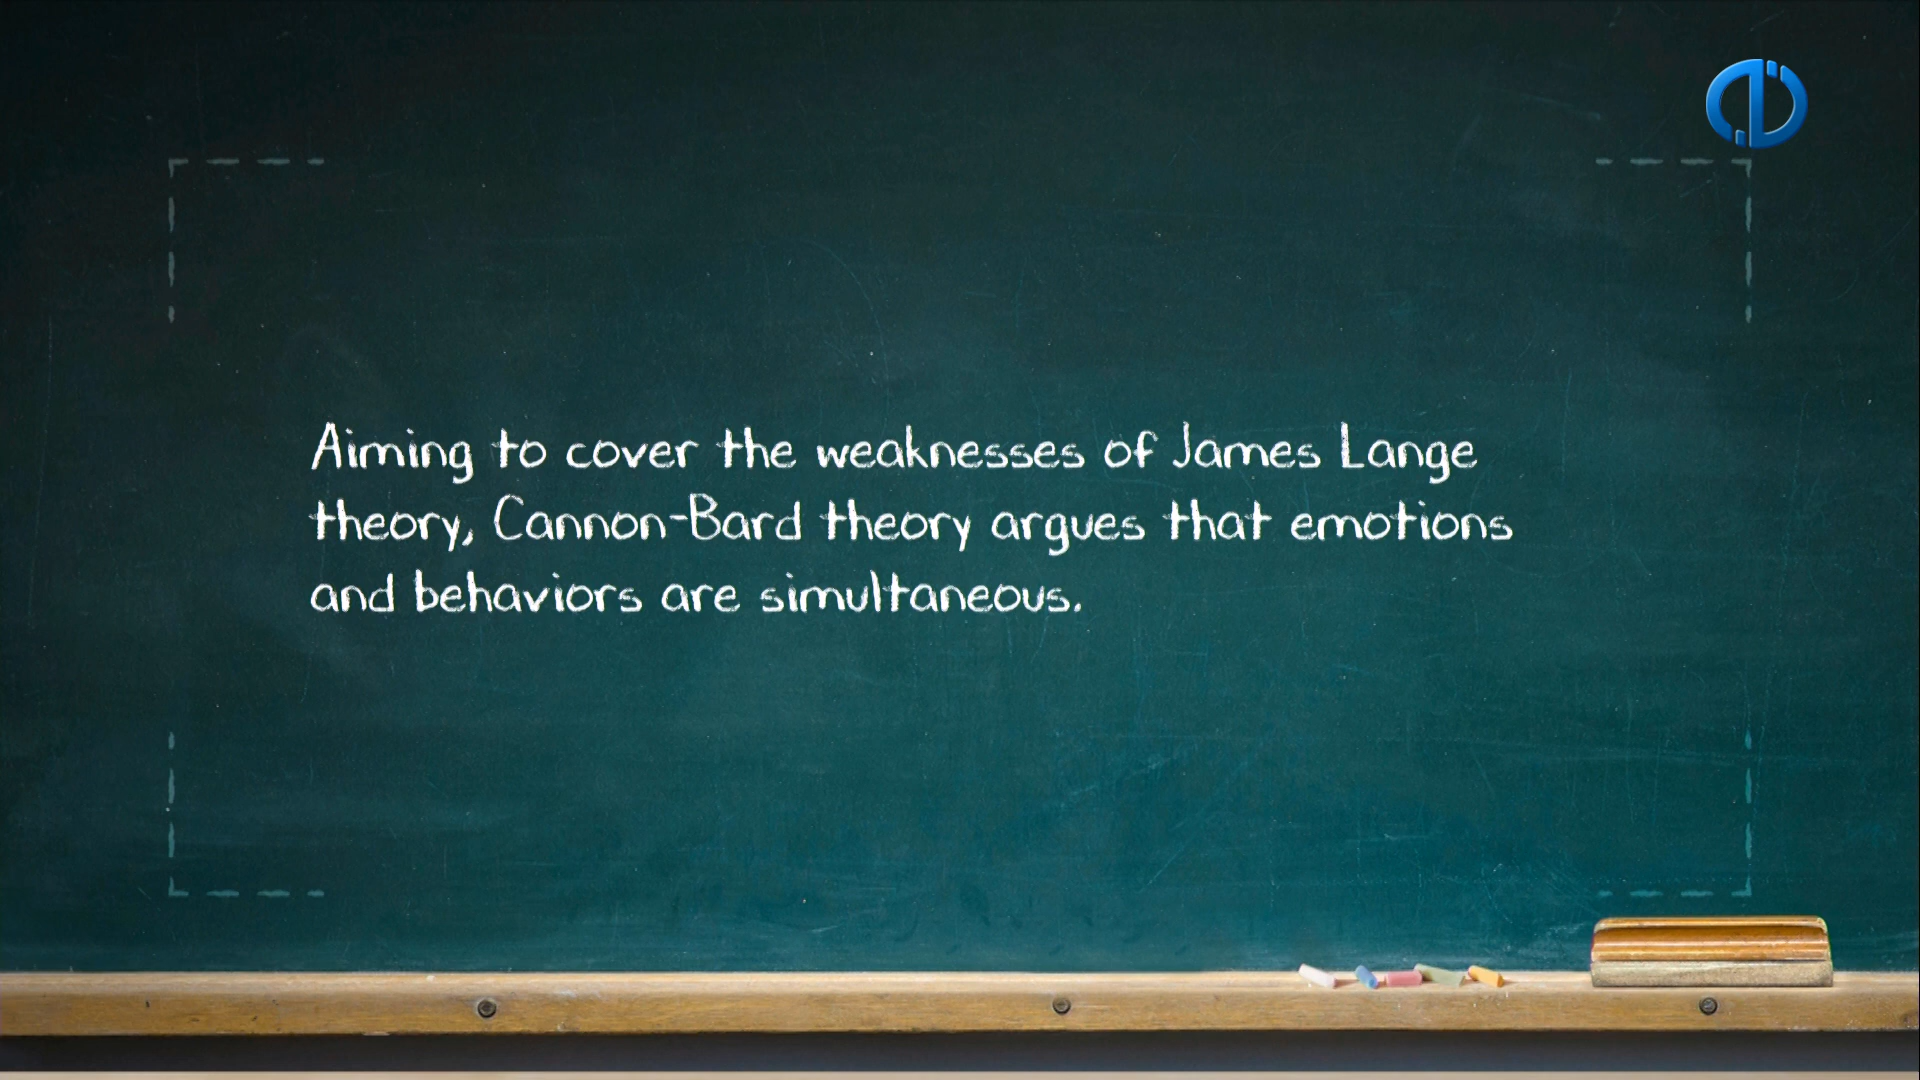 Aiming to cover the weaknesses of James Lange
theory, Cannon-Bard theory argues that emotions
and behaviors are simultaneous.